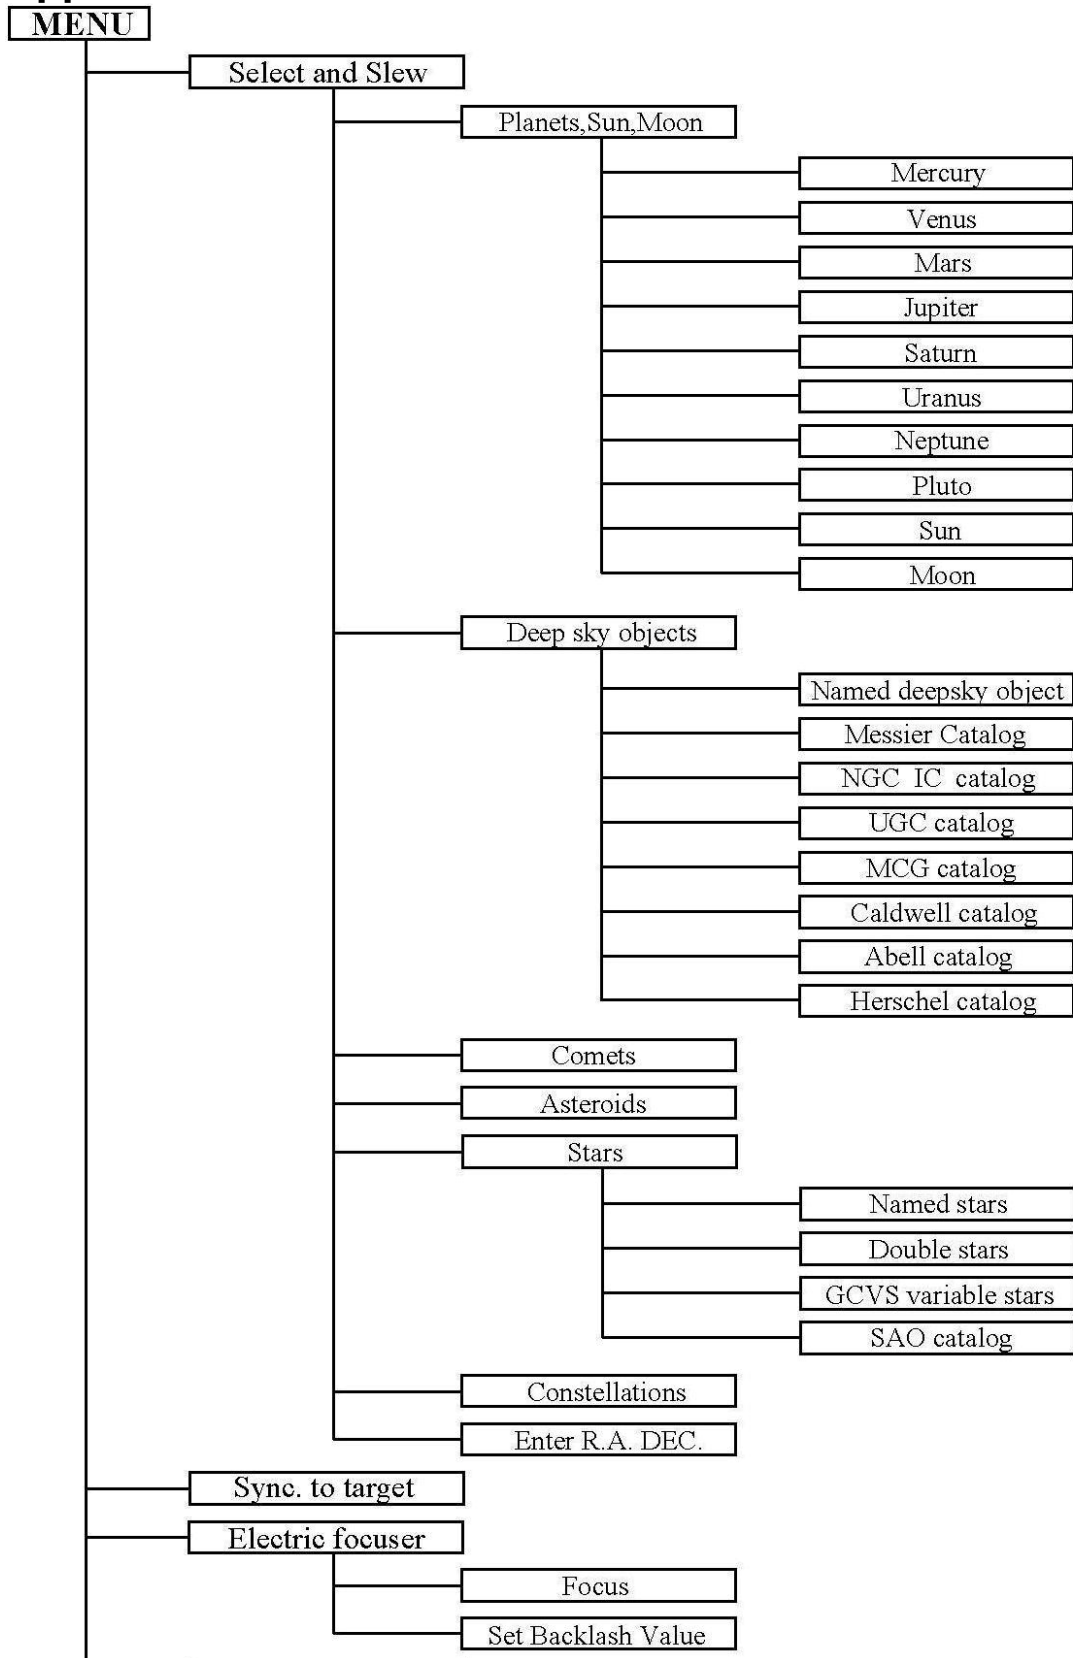 MENU
Select and Slew
Planets,Sun,Moon
Mercury
Venus
Mars
Jupiter
Saturn
Uranus
Neptune
Pluto
Sun
Moon
Deep sky objects
Named deepsky object
Messier Catalog
NGC IC catalog
UGC catalog
MCG catalog
Caldwell catalog
Abell catalog
Herschel catalog
Comets
Asteroids
Stars
Named stars
Double stars
GCVS variable stars
SAO catalog
Constellations
Enter R.A. DEC.
Sync. to target
Electric focuser
Focus
Set Backlash Value